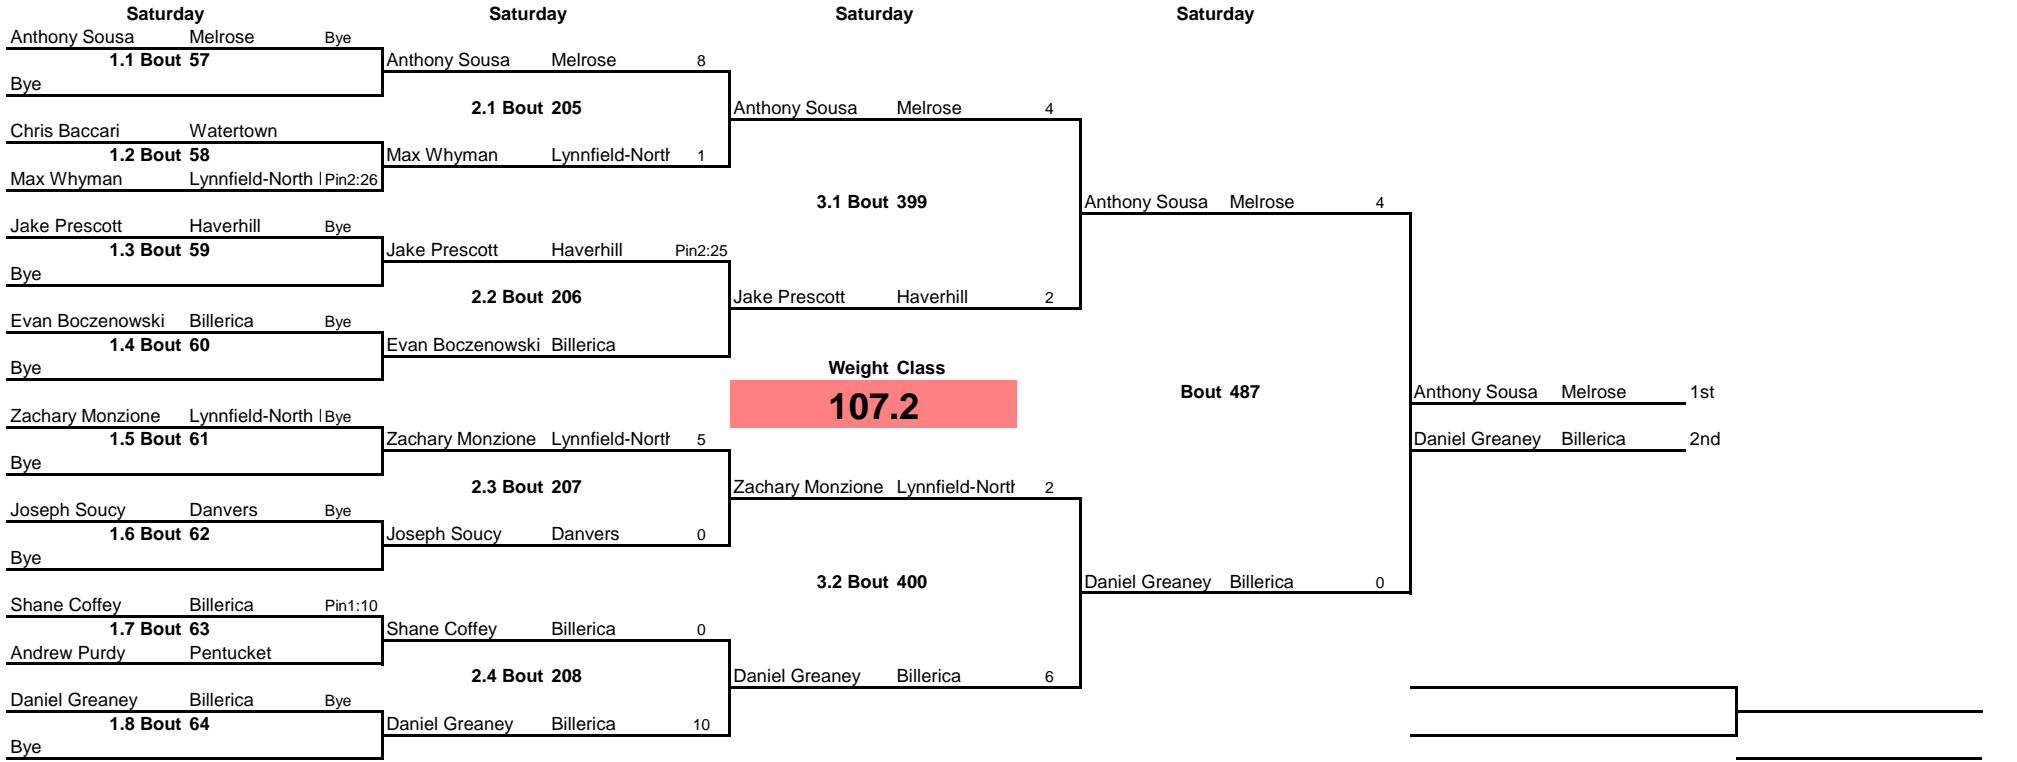 Saturday Saturday Saturday Saturday
Anthony Sousa Melrose Bye
1.1 Bout 57 Anthony Sousa Melrose 8
Bye
2.1 Bout 205 Anthony Sousa Melrose 4
Chris Baccari Watertown
1.2 Bout 58 Max Whyman Lynnfield-North 1
Max Whyman Lynnfield-North Pin2:26
3.1 Bout 399 Anthony Sousa Melrose 4
Jake Prescott Haverhill Bye
1.3 Bout 59 Jake Prescott Haverhill Pin2:25
Bye
2.2 Bout 206 Jake Prescott Haverhill 2
Evan Boczenowski Billerica Bye
1.4 Bout 60 Evan Boczenowski Billerica
Bye Weight Class
107.2 Bout 487 Anthony Sousa Melrose 1st
Zachary Monzione Lynnfield-North Bye
1.5 Bout 61 Zachary Monzione Lynnfield-North 5 Daniel Greaney Billerica 2nd
Bye
2.3 Bout 207 Zachary Monzione Lynnfield-North 2
Joseph Soucy Danvers Bye
1.6 Bout 62 Joseph Soucy Danvers 0
Bye
3.2 Bout 400 Daniel Greaney Billerica 0
Shane Coffey Billerica Pin1:10
1.7 Bout 63 Shane Coffey Billerica 0
Andrew Purdy Pentucket
2.4 Bout 208 Daniel Greaney Billerica 6
Daniel Greaney Billerica Bye
1.8 Bout 64 Daniel Greaney Billerica 10
Bye